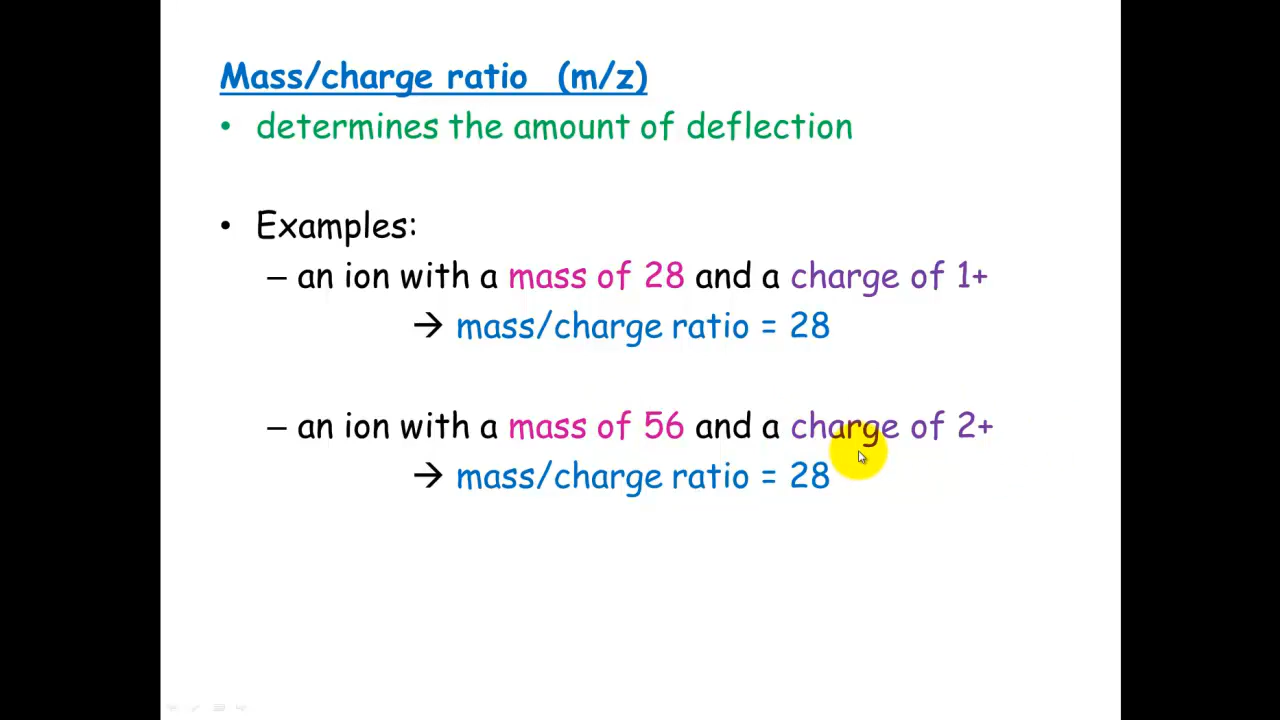 Mass/charge ratio (m/z)
• determines the amount of deflection
• Examples:
– an ion with a mass of 28 and a charge of 1+
→ mass/charge ratio = 28
– an ion with a mass of 56 and a charge of 2+
→ mass/charge ratio = 28